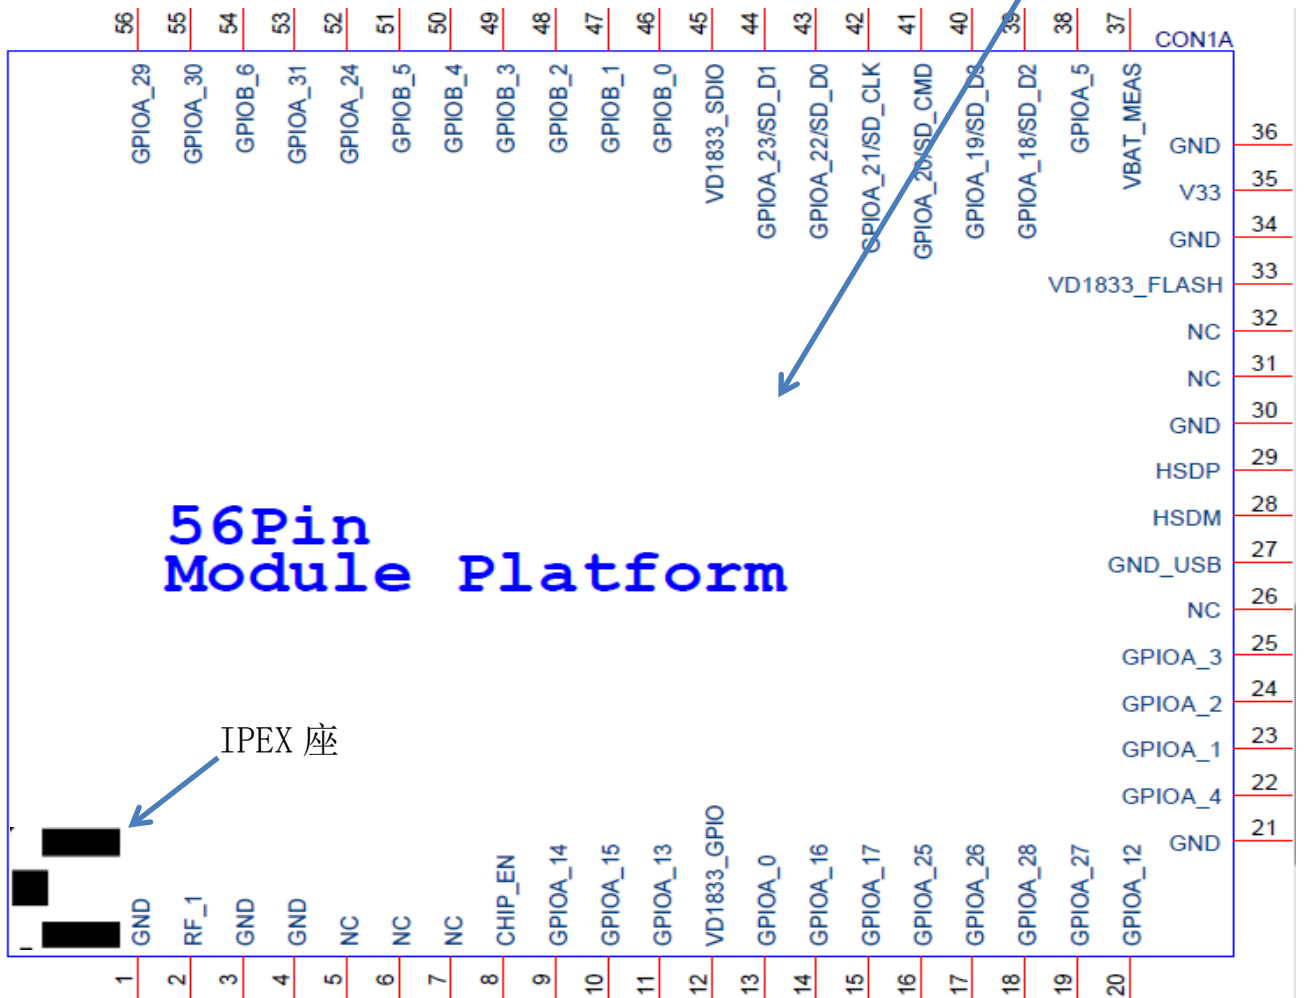 56 55 54 53 52 51 50 49 48 47 46 45 44 43 42 41 40 39 38 37
CON1A
GPIOA_29
GPIOA_30
GPIOB_6
GPIOA_31
GPIOA_24
GPIOB_5
GPIOB_4
GPIOB_3
GPIOB_2
GPIOB_1
GPIOB_0
VD1833_SDIO
GPIOA_23/SD_D1
GPIOA_22/SD_D0
GPIOA_21/SD_CLK
GPIOA_20/SD_CMD
GPIOA_19/SD_D3
GPIOA_18/SD_D2
GPIOA_5
VBAT_MEAS
GND 36
V33 35
GND 34
VD1833_FLASH 33
NC 32
NC 31
GND 30
HSDP 29
HSDM 28
GND_USB 27
NC 26
GPIOA_3 25
GPIOA_2 24
GPIOA_1 23
GPIOA_4 22
GND 21
56Pin
Module Platform
IPEX 座
GND
RF_1
GND
GND
NC
NC
NC
CHIP_EN
GPIOA_14
GPIOA_15
GPIOA_13
VD1833_GPIO
GPIOA_0
GPIOA_16
GPIOA_17
GPIOA_25
GPIOA_26
GPIOA_28
GPIOA_27
GPIOA_12
1 2 3 4 5 6 7 8 9 10 11 12 13 14 15 16 17 18 19 20